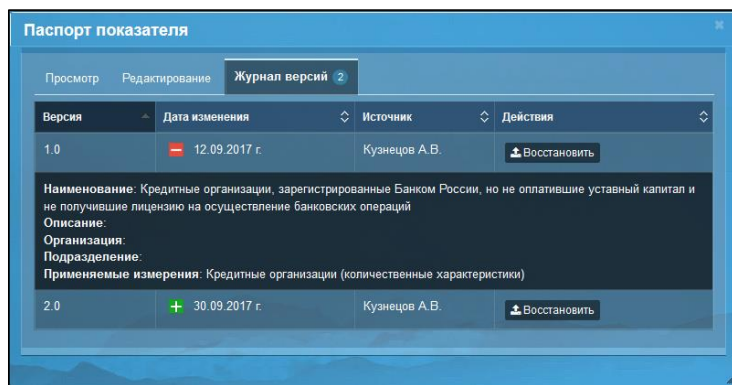 Паспорт показателя
Просмотр Редактирование Журнал версий 2
Версия Дата изменения Источник Действия
1.0 12.09.2017 г. Кузнецов А.В. Восстановить
Наименование: Кредитные организации, зарегистрированные Банком России, но не оплатившие уставный капитал и
не получившие лицензию на осуществление банковских операций
Описание:
Организация:
Подразделение:
Применяемые измерения: Кредитные организации (количественные характеристики)
2.0 30.09.2017 г. Кузнецов А.В. Восстановить